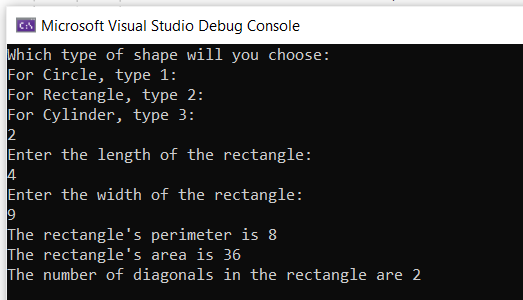 Microsoft Visual Studio Debug Console
Which type of shape will you choose:
For Circle, type 1:
For Rectangle, type 2:
For Cylinder, type 3:
2
Enter the length of the rectangle:
4
Enter the width of the rectangle:
9
The rectangle's perimeter is 8
The rectangle's area is 36
The number of diagonals in the rectangle are 2